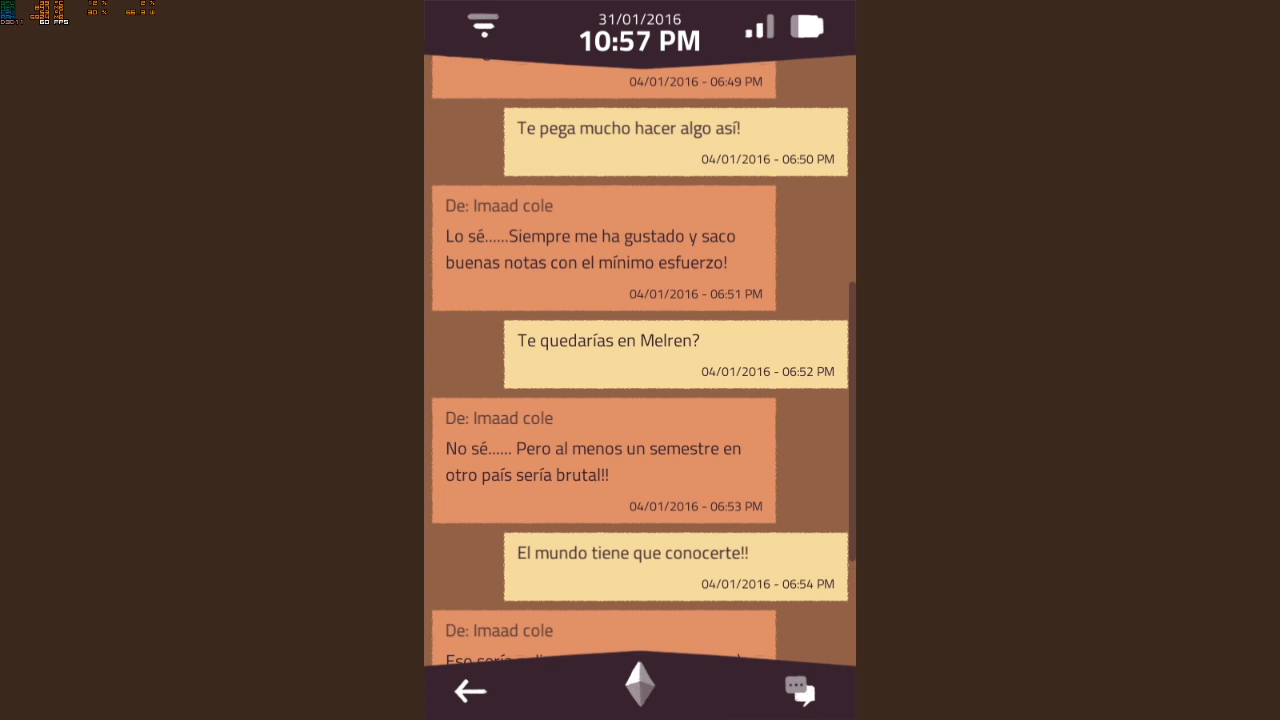 31/01/2016
10:57 PM
04/01/2016 - 06:49 PM
Te pega mucho hacer algo así!
04/01/2016 - 06:50 PM
De: Imaad cole
Lo sé......Siempre me ha gustado y saco
buenas notas con el mínimo esfuerzo!
04/01/2016 - 06:51 PM
Te quedarías en Melren?
04/01/2016 - 06:52 PM
De: Imaad cole
No sé...... Pero al menos un semestre en
otro país sería brutal!!
04/01/2016 - 06:53 PM
El mundo tiene que conocerte!!
04/01/2016 - 06:54 PM
De: Imaad cole
Eso sería